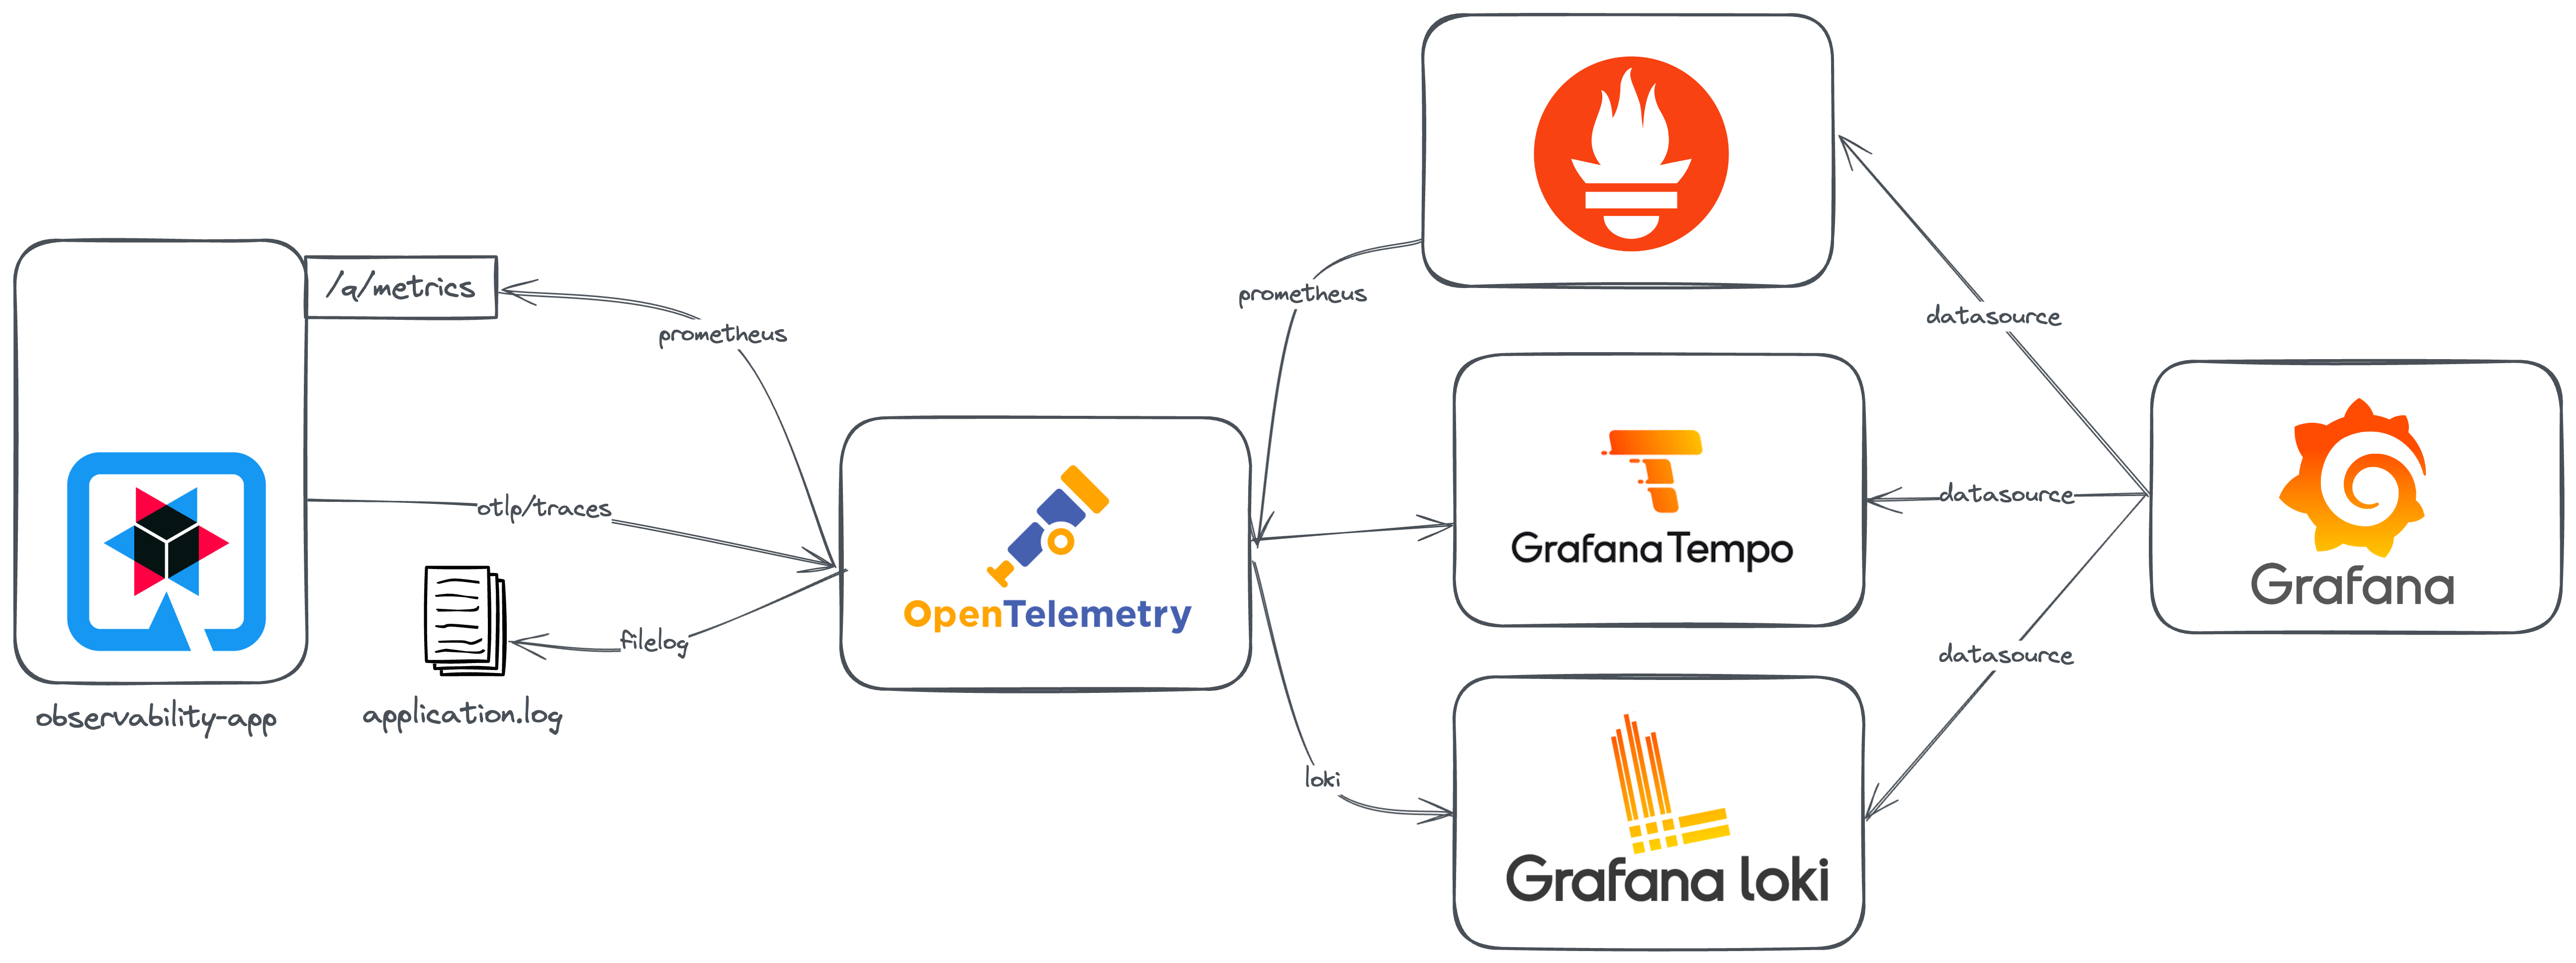 /q/metrics
prometheus
otlp/traces
filelog
observability-app
application.log
OpenTelemetry
prometheus
loki
Grafana Tempo
Grafana loki
datasource
datasource
datasource
Grafana